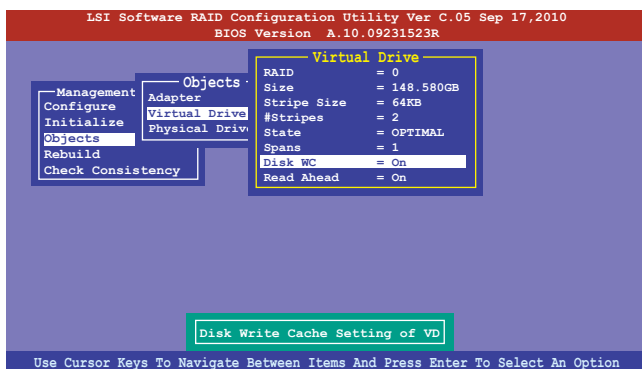 LSI Software RAID Configuration Utility Ver C.05 Sep 17,2010
BIOS Version A.10.09231523R
Management
Configure
Initialize
Objects
Rebuild
Check Consistency
Objects
Adapter
Virtual Drive
Physical Driv
Virtual Drive
RAID = 0
Size = 148.580GB
Stripe Size = 64KB
#Stripes = 2
State = OPTIMAL
Spans = 1
Disk WC = On
Read Ahead = On
Disk Write Cache Setting of VD
Use Cursor Keys To Navigate Between Items And Press Enter To Select An Option